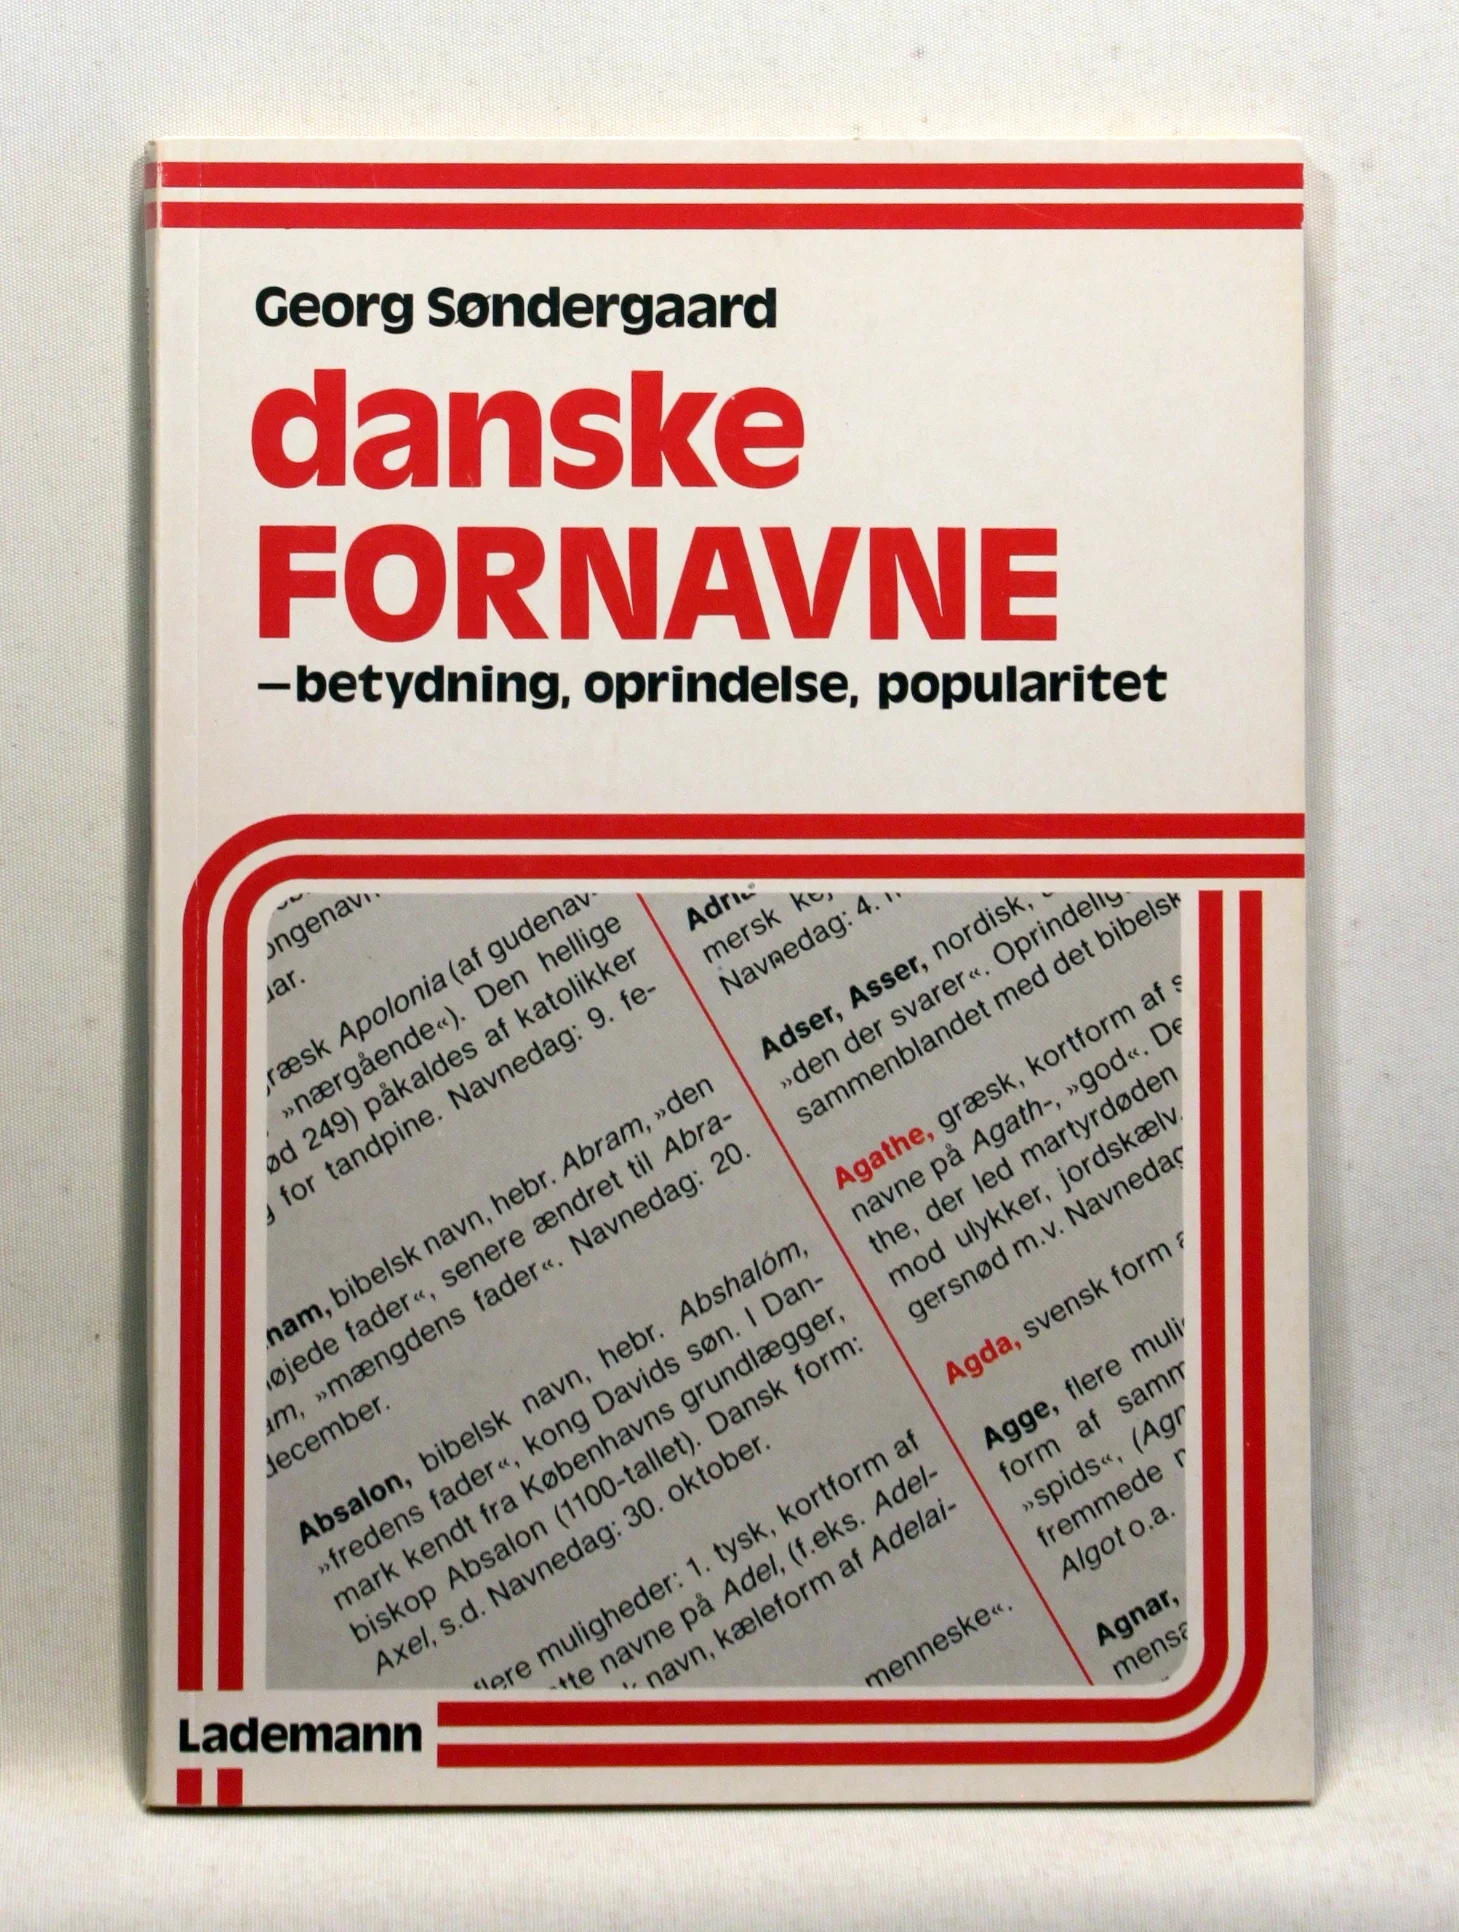 Georg Søndergaard
danske
FORNAVNE
–betydning, oprindelse, popularitet
græsk Apolonia (af gudenav-
»nærgående«). Den hellige
249) påkaldes af katolikker
for tandpine. Navnedag: 9. fe-
bibelsk navn, hebr. Abram, »den
fader«, senere ændret til Abra-
»mængdens fader«. Navnedag: 20.
december.
Absalon, bibelsk navn, hebr. Abshalóm,
»fredens fader«, kong Davids søn. I Dan-
mark kendt fra Københavns grundlægger,
biskop Absalon (1100-tallet). Dansk form:
Axel, s.d. Navnedag: 30. oktober.
muligheder: 1. tysk, kortform af
navne på Adel, (f.eks. Adel-
navn, kæleform af Adelai-
menneske«.
mersk
Navnedag: 4.
Adser, Asser, nordisk,
»den der svarer«. Oprindelig
sammenblandet med det bibelsk
Agathe, græsk, kortform af
navne på Agath-, »god«. De
the, der led martyrdøden
mod ulykker, jordskælv
gersnød m.v. Navnedag
Agda, svensk form
Agge, flere
form af
»spids«, (Agn
fremmede
Algot o.a.
Agnar,
Lademann